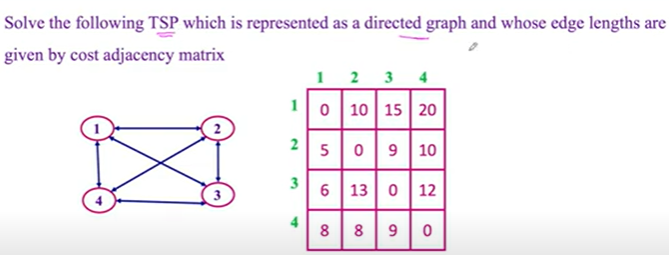 Solve the following TSP which is represented as a directed graph and whose edge lengths are
given by cost adjacency matrix
1 2 3 4
1 0 10 15 20
2 5 0 9 10
3 6 13 0 12
4 8 8 9 0
1 2
4 3